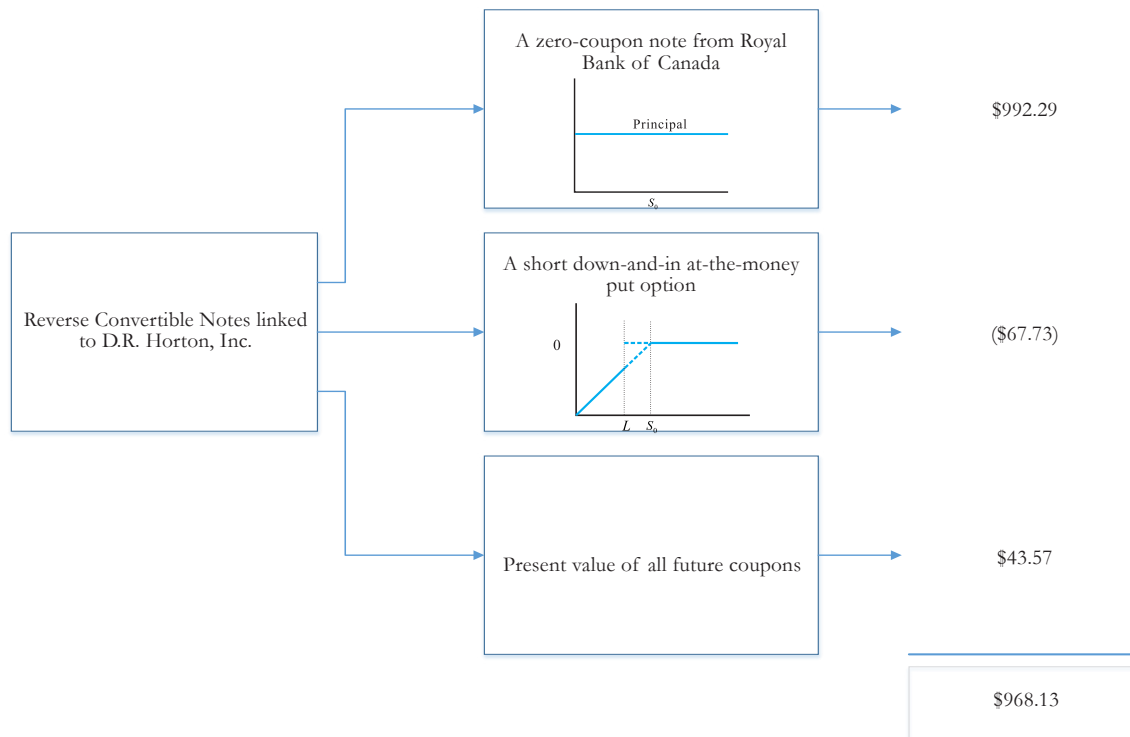 A zero-coupon note from Royal
Bank of Canada
Principal
S₀
$992.29
Reverse Convertible Notes linked
to D.R. Horton, Inc.
A short down-and-in at-the-money
put option
0
L S₀
($67.73)
Present value of all future coupons
$43.57
$968.13